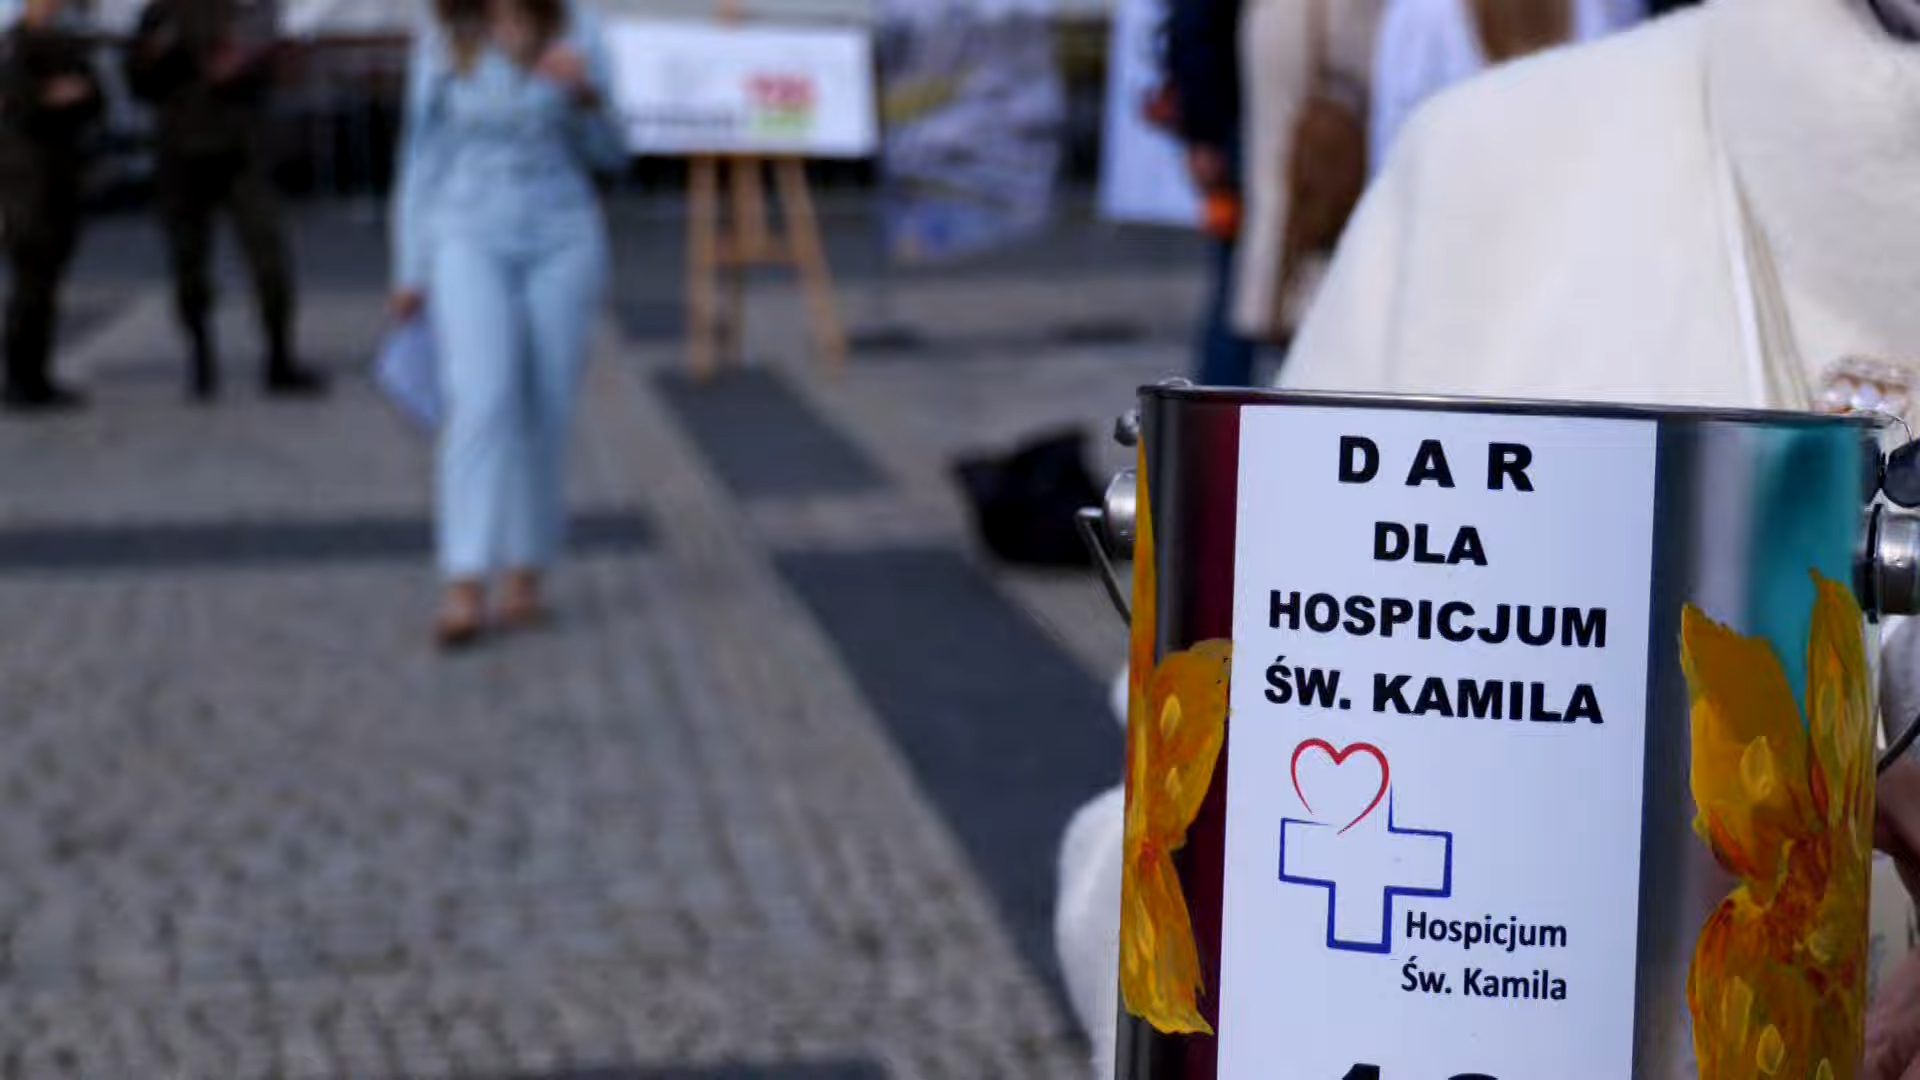 DAR
DLA
HOSPICJUM
ŚW. KAMILA
Hospicjum
Św. Kamila